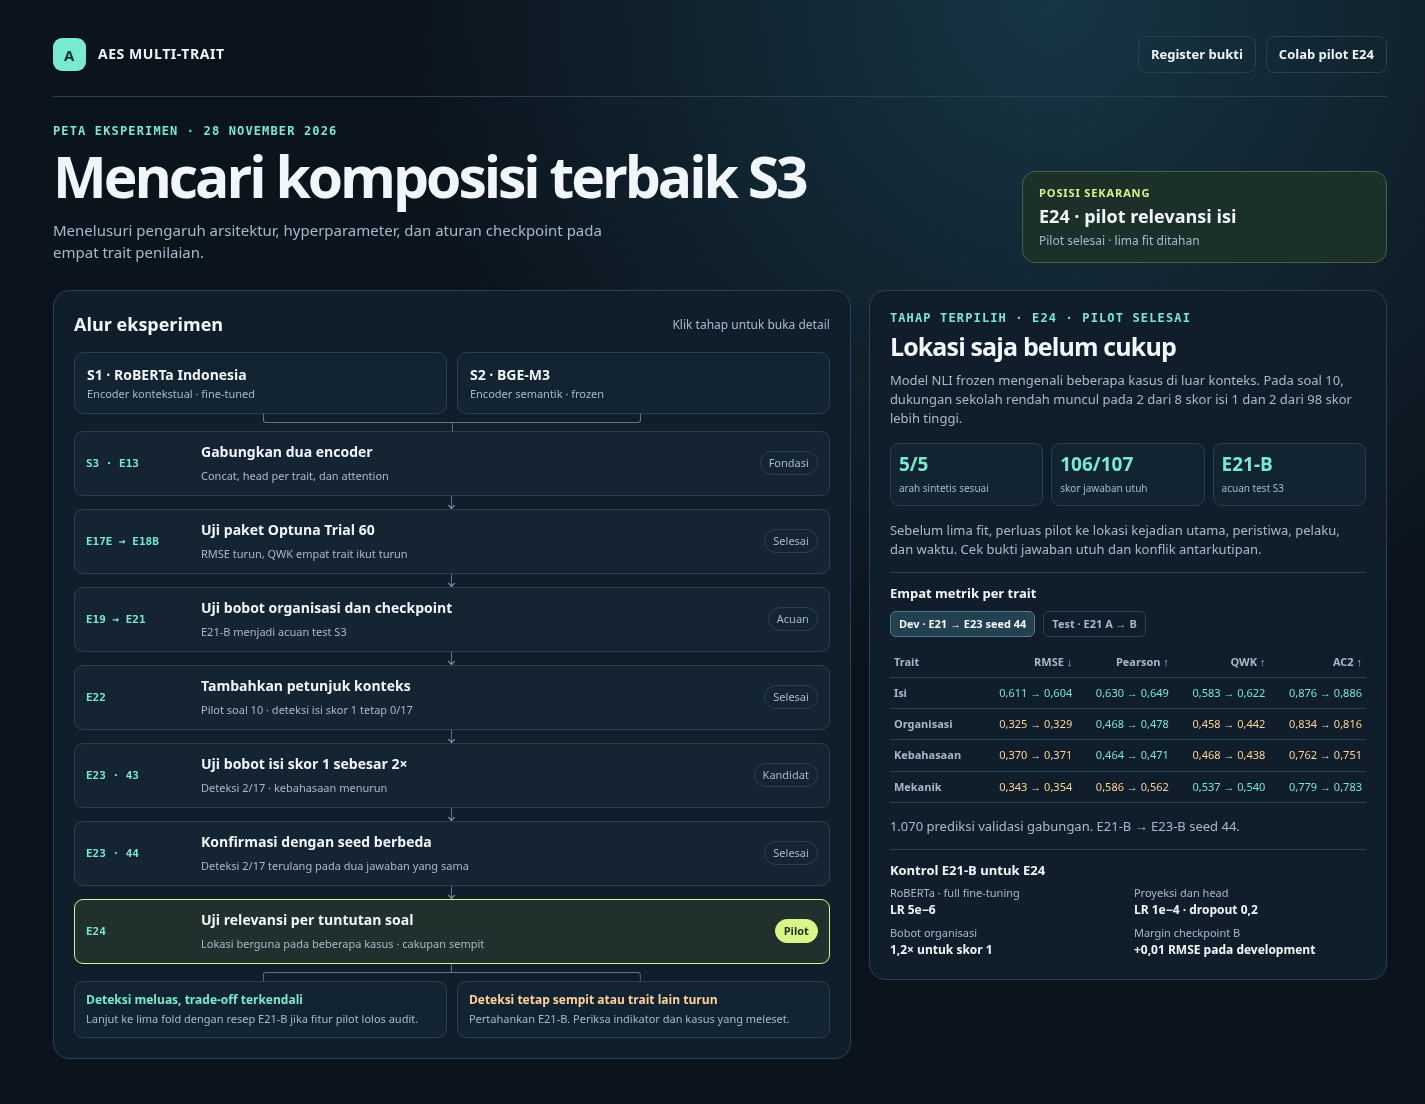 A
AES MULTI-TRAIT
Register bukti
Colab pilot E24
PETA EKSPERIMEN · 28 NOVEMBER 2026
Mencari komposisi terbaik S3
Menelusuri pengaruh arsitektur, hyperparameter, dan aturan checkpoint pada
empat trait penilaian.
POSISI SEKARANG
E24 · pilot relevansi isi
Pilot selesai · lima fit ditahan
Alur eksperimen
Klik tahap untuk buka detail
S1 · RoBERTa Indonesia
Encoder kontekstual · fine-tuned
S2 · BGE-M3
Encoder semantik · frozen
S3 · E13
Gabungkan dua encoder
Concat, head per trait, dan attention
Fondasi
E17E → E18B
Uji paket Optuna Trial 60
RMSE turun, QWK empat trait ikut turun
Selesai
E19 → E21
Uji bobot organisasi dan checkpoint
E21-B menjadi acuan test S3
Acuan
E22
Tambahkan petunjuk konteks
Pilot soal 10 · deteksi isi skor 1 tetap 0/17
Selesai
E23 · 43
Uji bobot isi skor 1 sebesar 2×
Deteksi 2/17 · kebahasaan menurun
Kandidat
E23 · 44
Konfirmasi dengan seed berbeda
Deteksi 2/17 terulang pada dua jawaban yang sama
Selesai
E24
Uji relevansi per tuntutan soal
Lokasi berguna pada beberapa kasus · cakupan sempit
Pilot
Deteksi meluas, trade-off terkendali
Lanjut ke lima fold dengan resep E21-B jika fitur pilot lolos audit.
Deteksi tetap sempit atau trait lain turun
Pertahankan E21-B. Periksa indikator dan kasus yang meleset.
TAHAP TERPILIH · E24 · PILOT SELESAI
Lokasi saja belum cukup
Model NLI frozen mengenali beberapa kasus di luar konteks. Pada soal 10,
dukungan sekolah rendah muncul pada 2 dari 8 skor isi 1 dan 2 dari 98 skor
lebih tinggi.
5/5
arah sintetis sesuai
106/107
skor jawaban utuh
E21-B
acuan test S3
Sebelum lima fit, perluas pilot ke lokasi kejadian utama, peristiwa, pelaku,
dan waktu. Cek bukti jawaban utuh dan konflik antarkutipan.
Empat metrik per trait
Dev · E21 → E23 seed 44
Test · E21 A → B
Trait RMSE ↓ Pearson ↑ QWK ↑ AC2 ↑
Isi 0,611 → 0,604 0,630 → 0,649 0,583 → 0,622 0,876 → 0,886
Organisasi 0,325 → 0,329 0,468 → 0,478 0,458 → 0,442 0,834 → 0,816
Kebahasaan 0,370 → 0,371 0,464 → 0,471 0,468 → 0,438 0,762 → 0,751
Mekanik 0,343 → 0,354 0,586 → 0,562 0,537 → 0,540 0,779 → 0,783
1.070 prediksi validasi gabungan. E21-B → E23-B seed 44.
Kontrol E21-B untuk E24
RoBERTa · full fine-tuning
LR 5e−6
Proyeksi dan head
LR 1e−4 · dropout 0,2
Bobot organisasi
1,2× untuk skor 1
Margin checkpoint B
+0,01 RMSE pada development